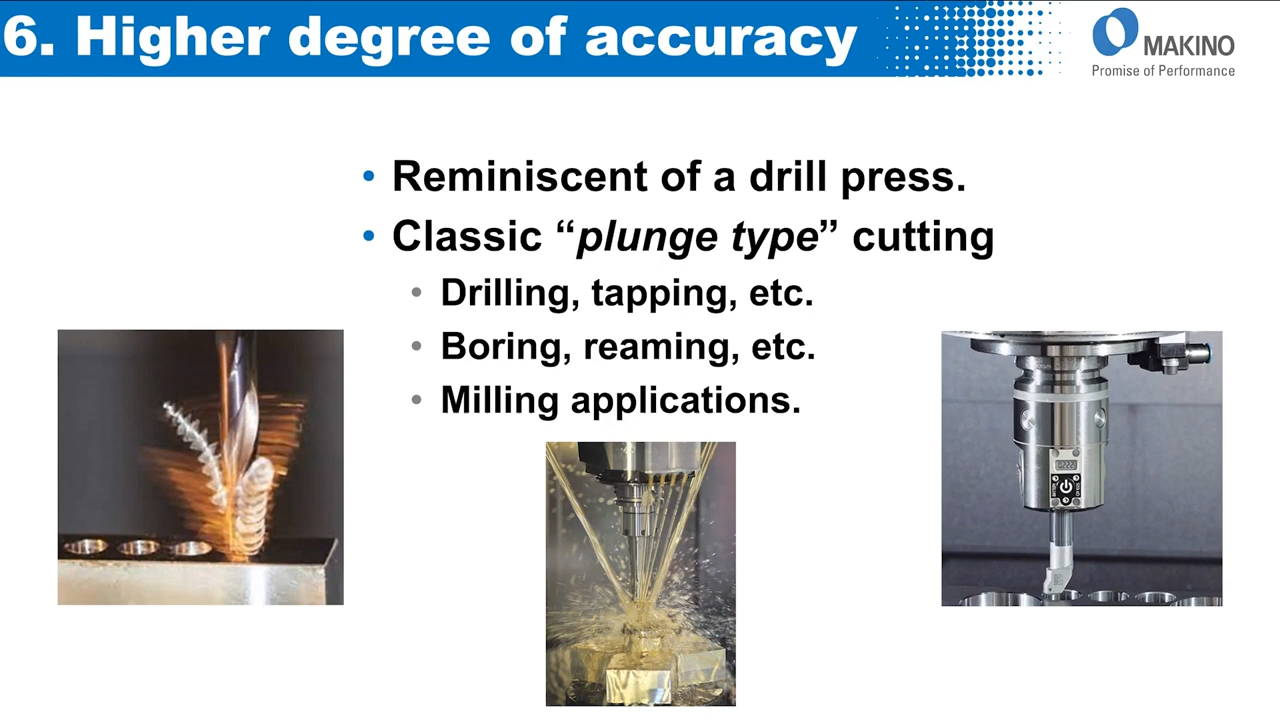 6. Higher degree of accuracy
MAKINO
Promise of Performance
• Reminiscent of a drill press.
• Classic “plunge type” cutting
• Drilling, tapping, etc.
• Boring, reaming, etc.
• Milling applications.